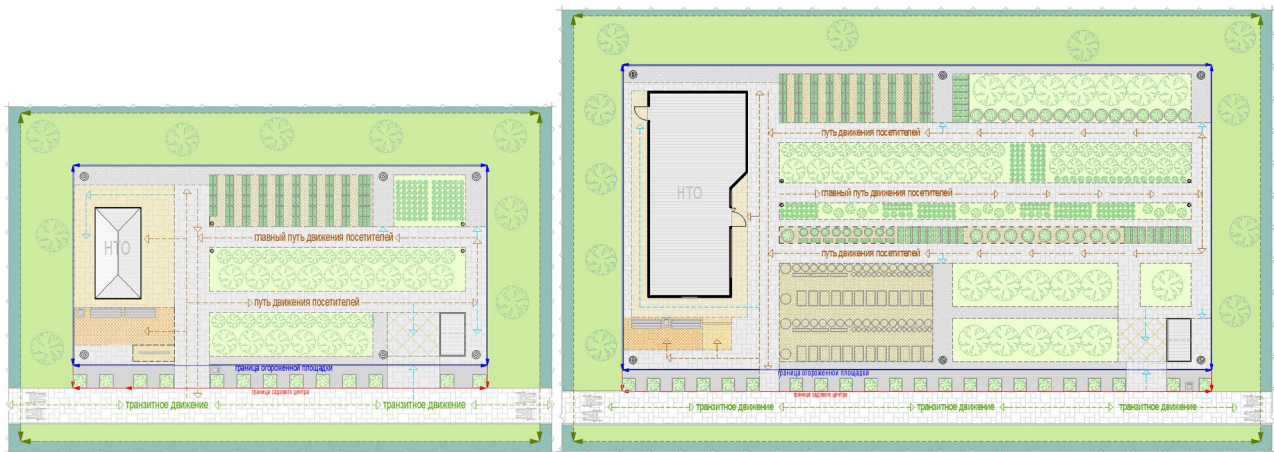 НТО
главный путь движения посетителей
путь движения посетителей
граница огороженной площадки
граница садового центра
транзитное движение
транзитное движение
путь движения посетителей
НТО
главный путь движения посетителей
путь движения посетителей
граница огороженной площадки
граница садового центра
транзитное движение
транзитное движение
транзитное движение